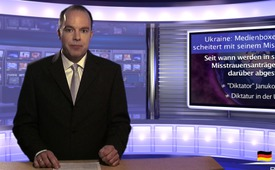 Ukraine: Medienboxe
scheitert mit seinem Mis
Seit wann werden in s
Misstrauensanträge
darüber abges
"Diktator" Januko
Diktatur in der